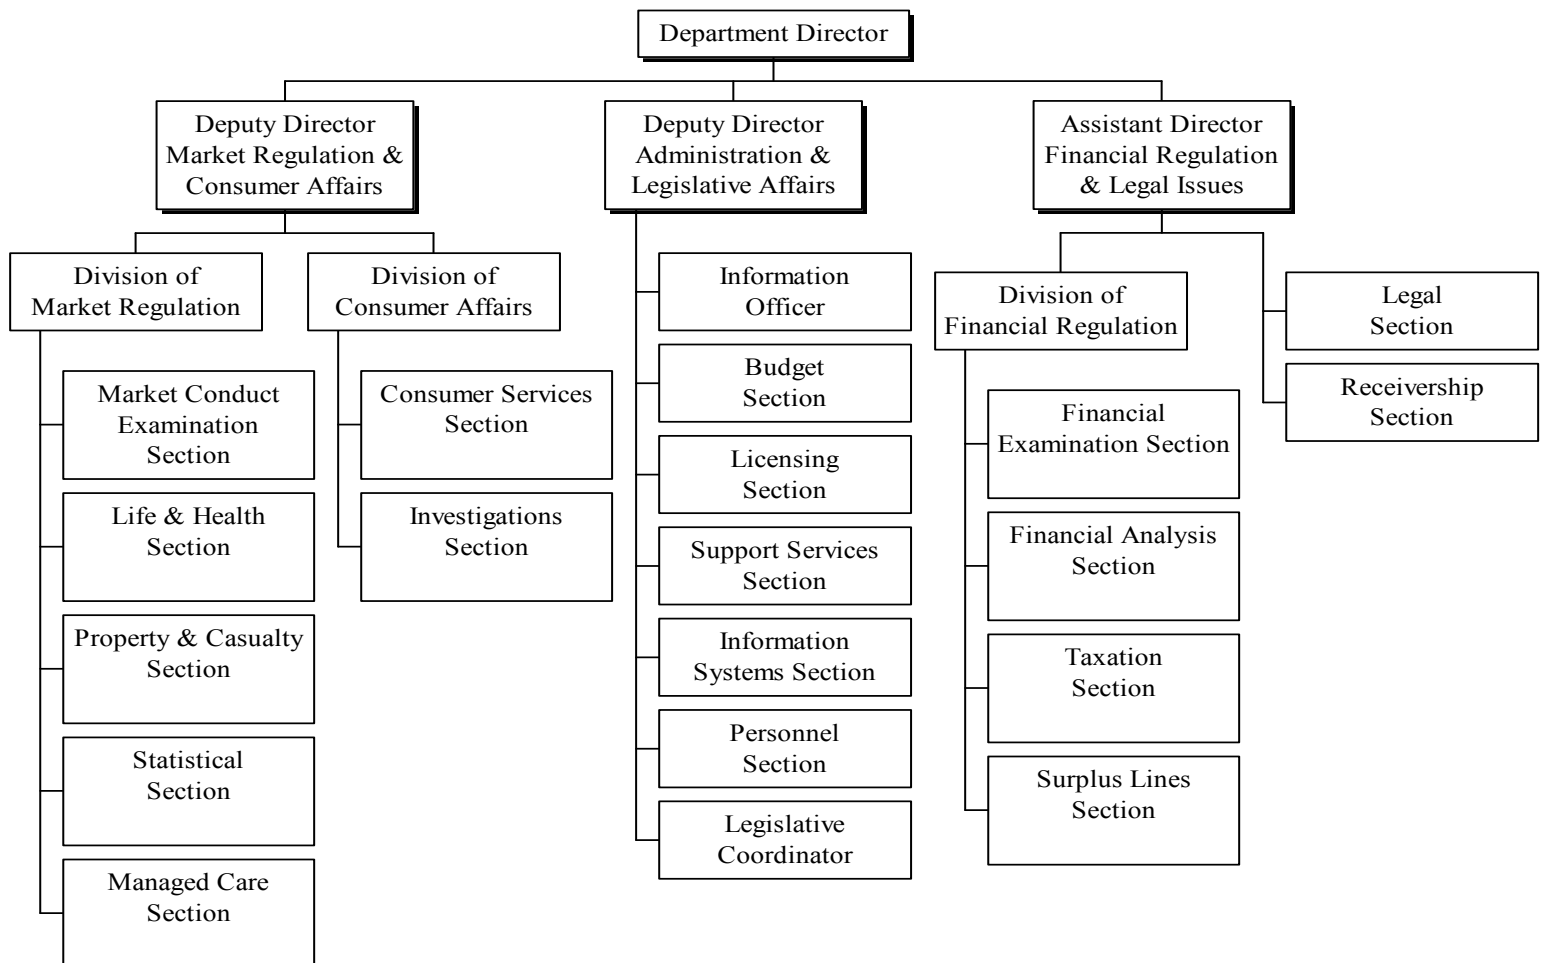 Department Director
Deputy Director
Market Regulation &
Consumer Affairs
Deputy Director
Administration &
Legislative Affairs
Assistant Director
Financial Regulation
& Legal Issues
Division of
Market Regulation
Market Conduct
Examination
Section
Life & Health
Section
Property & Casualty
Section
Statistical
Section
Managed Care
Section
Division of
Consumer Affairs
Consumer Services
Section
Investigations
Section
Information
Officer
Budget
Section
Licensing
Section
Support Services
Section
Information
Systems Section
Personnel
Section
Legislative
Coordinator
Division of
Financial Regulation
Financial
Examination Section
Financial Analysis
Section
Taxation
Section
Surplus Lines
Section
Legal
Section
Receivership
Section